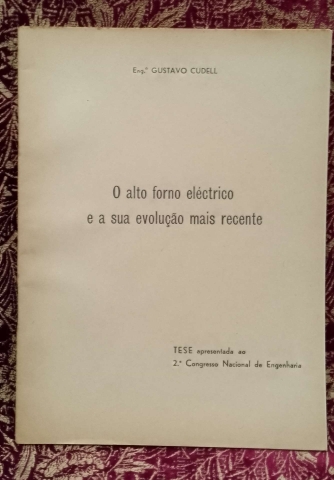 Eng.º GUSTAVO CUDELL
O alto forno eléctrico
e a sua evolução mais recente
TESE apresentada ao
2.º Congresso Nacional de Engenharia